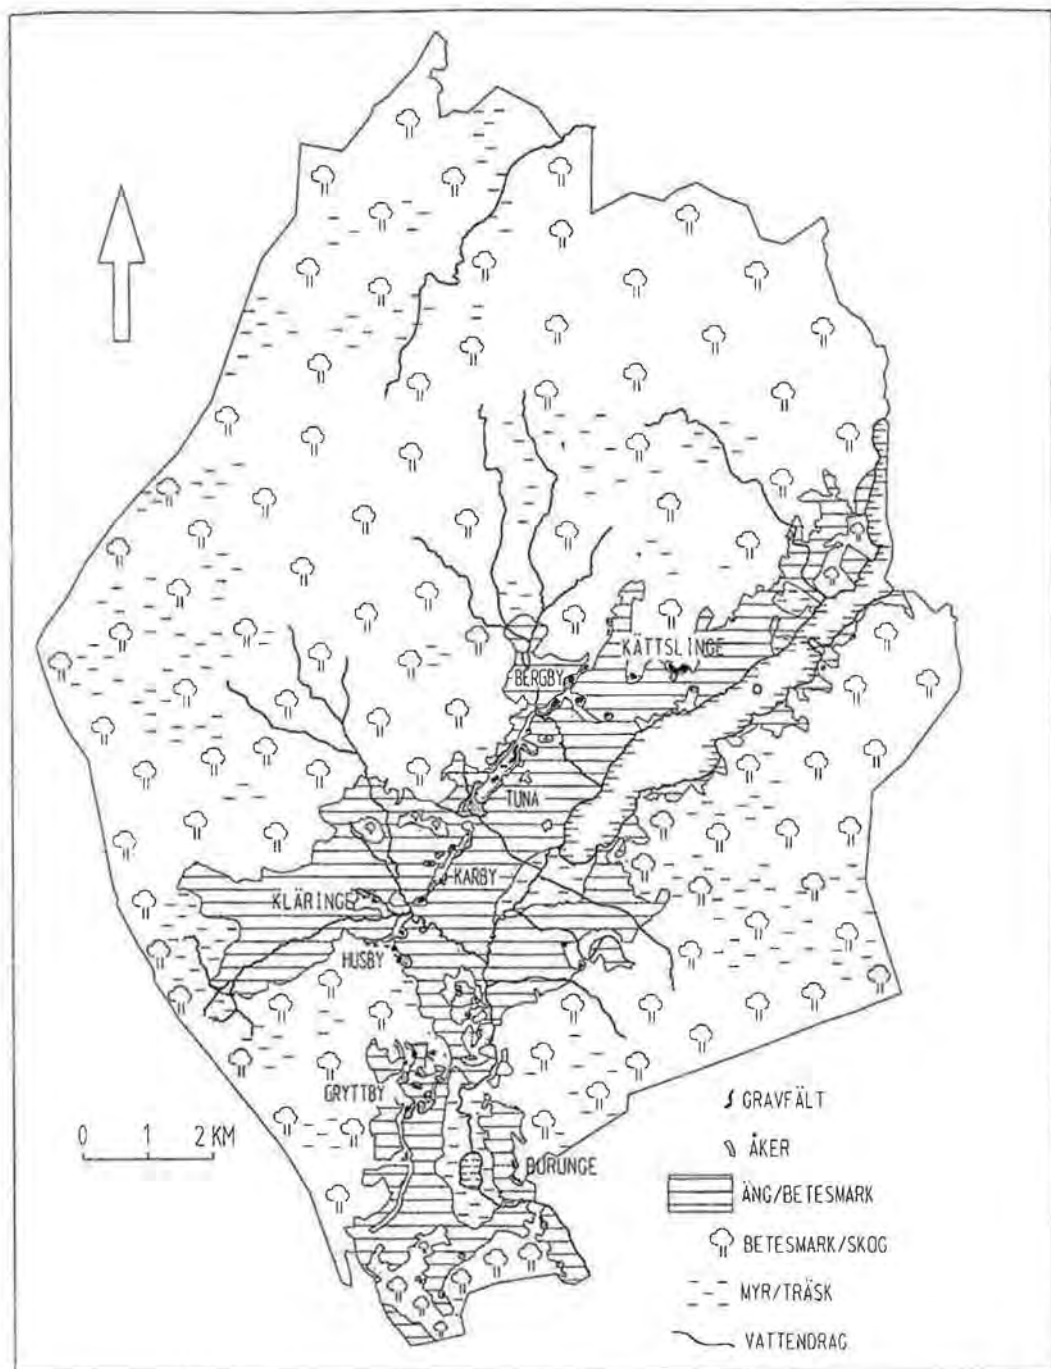 KÄTTSLINGE
BERGBY
TUNA
KARBY
KLÄRINGE
HUSBY
GRYTTBY
BURUNGE
0 1 2 KM
GRAVFÄLT
ÅKER
ÄNG/BETESMARK
BETESMARK/SKOG
MYR/TRÄSK
VATTENDRAG